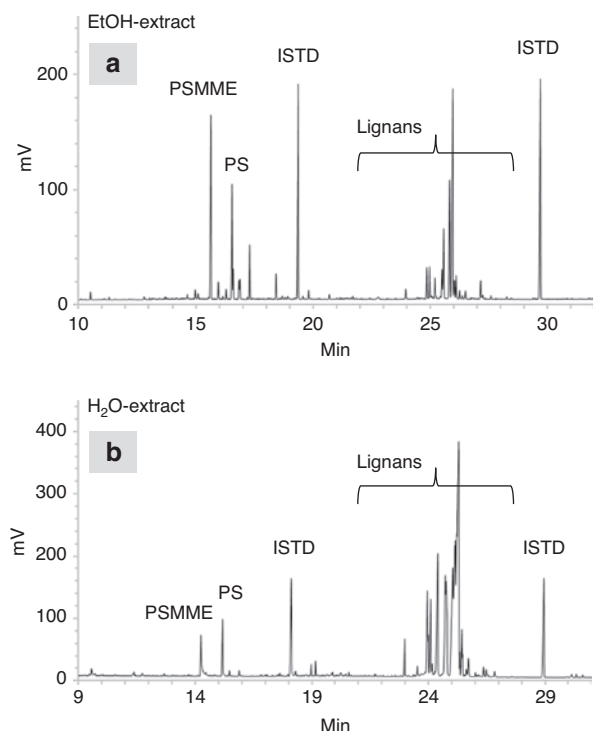 EtOH-extract
a
ISTD
ISTD
PSMME
PS
Lignans
200
100
0
mV
10 15 20 25 30
Min
H₂O-extract
b
Lignans
ISTD
ISTD
PS
PSMME
400
300
200
100
0
mV
9 14 19 24 29
Min